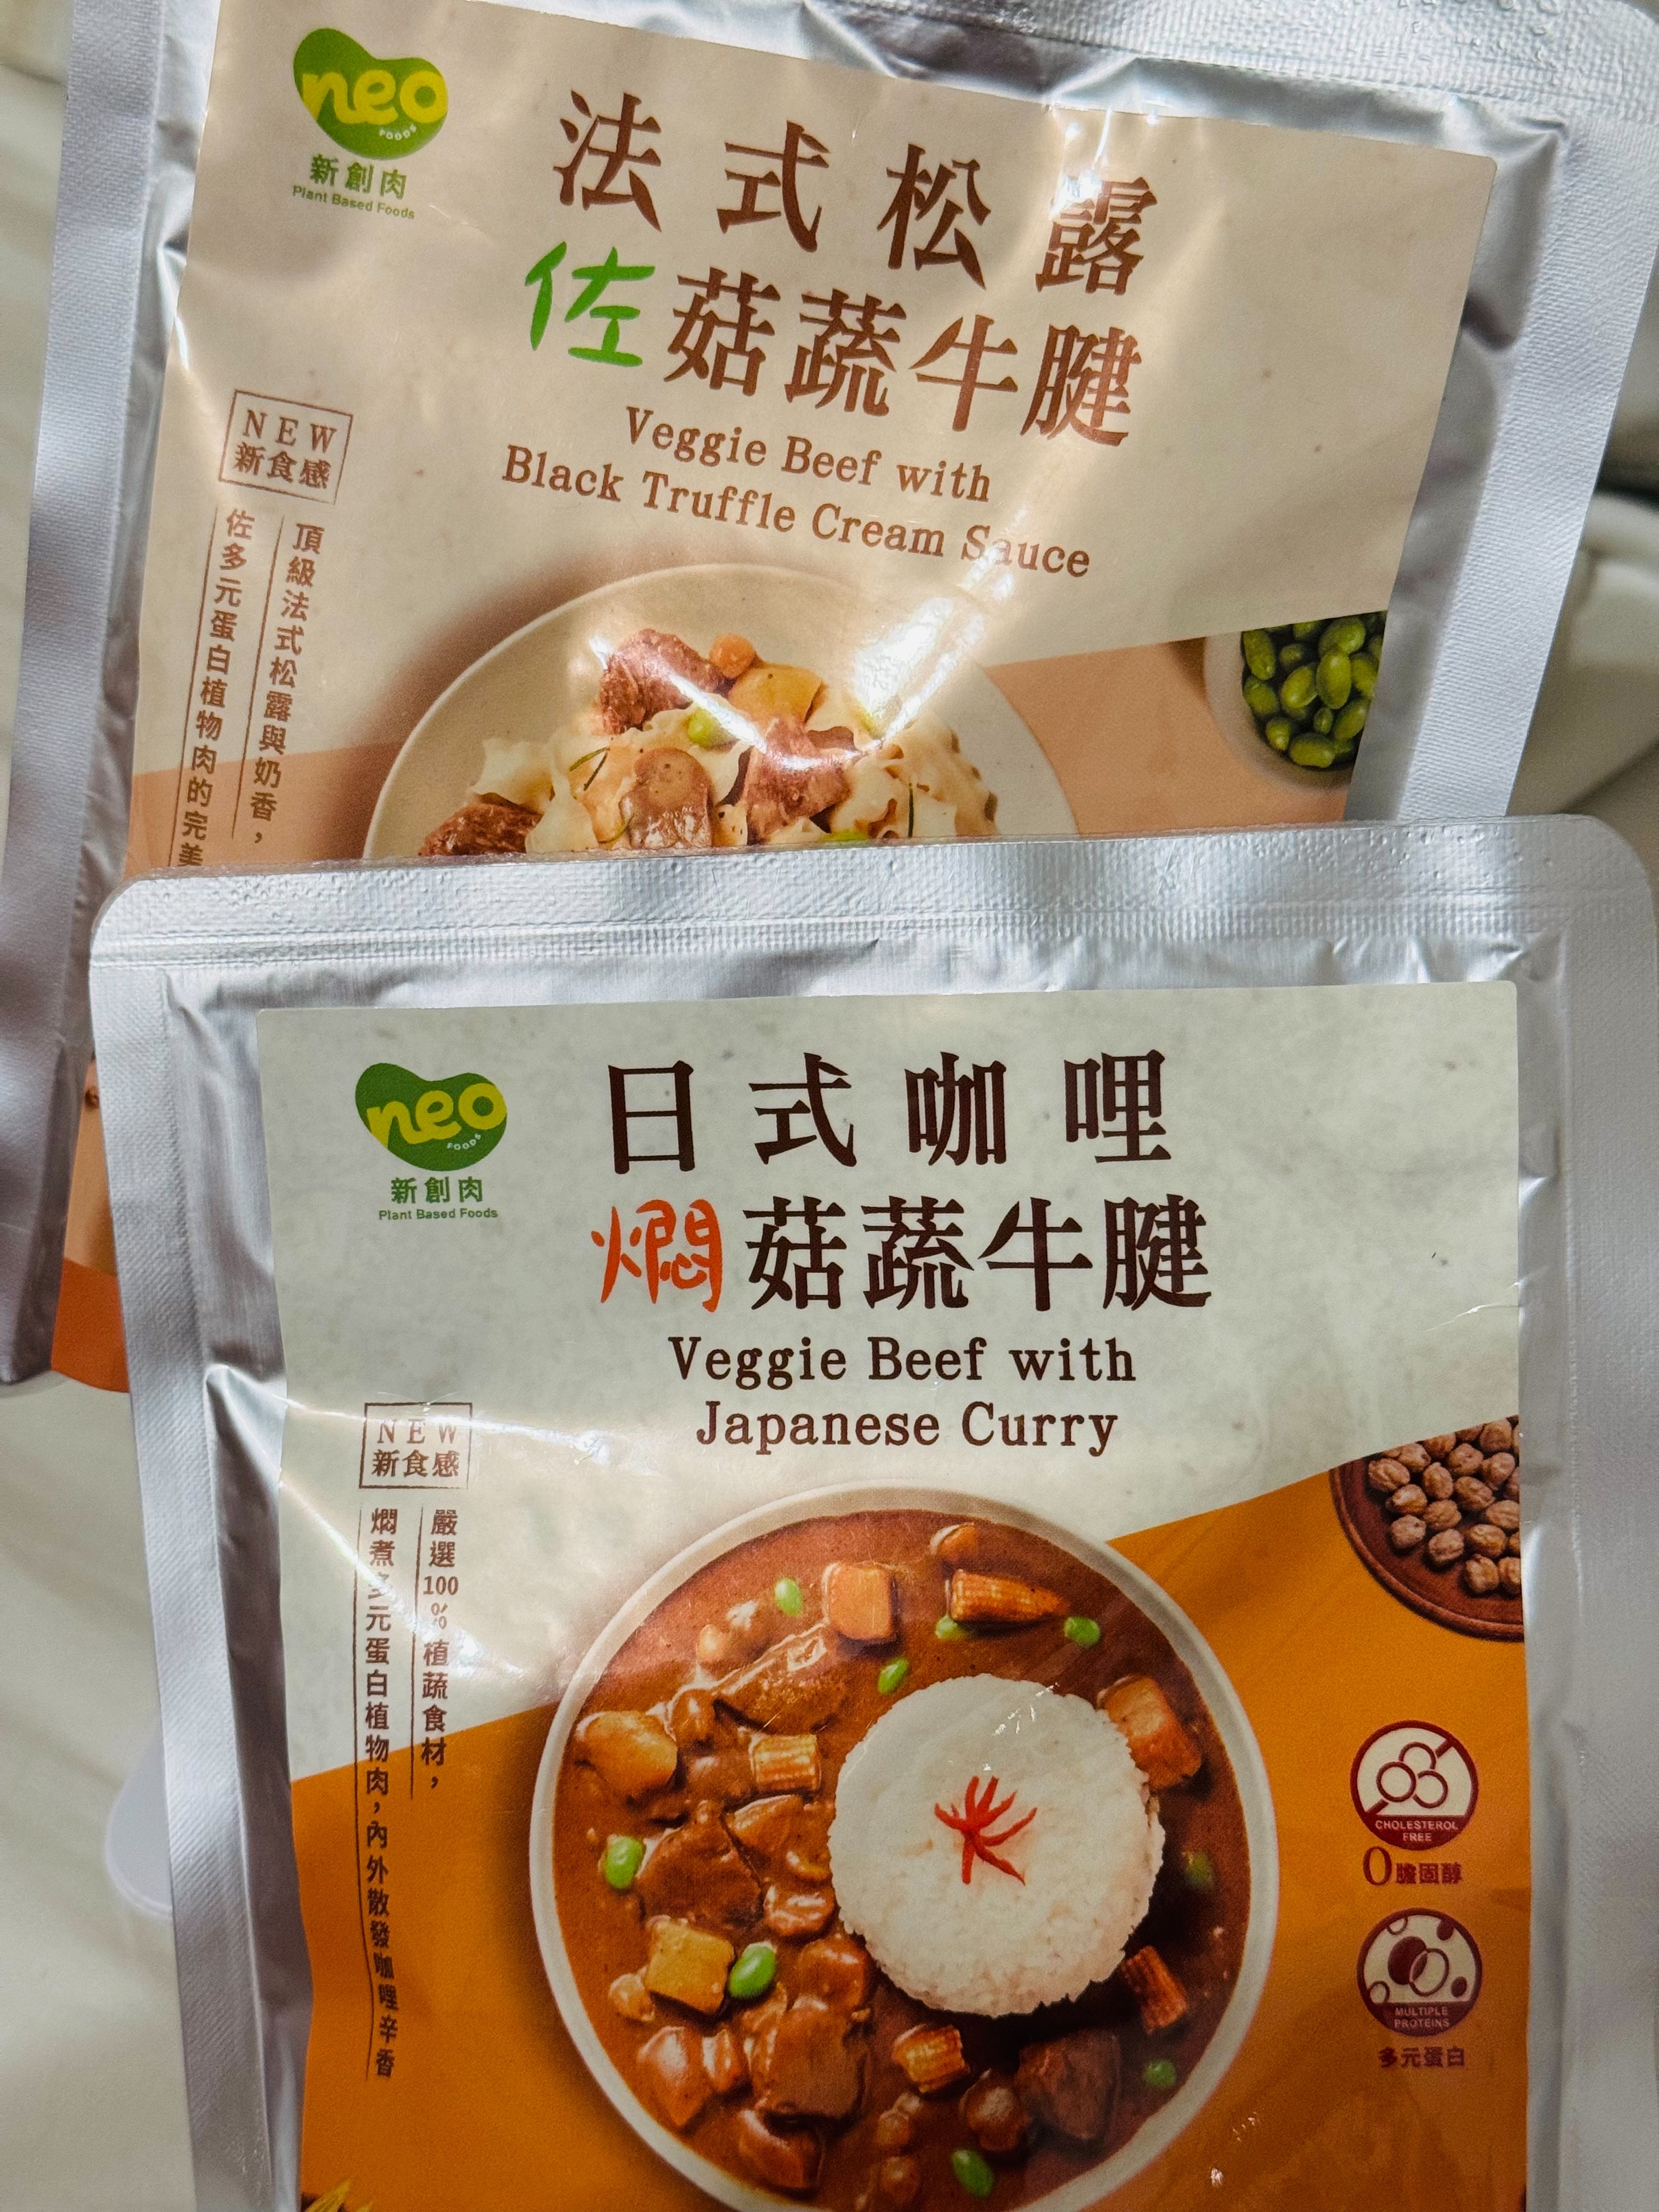 neo
FOODS
新創肉
Plant Based Foods
法式松露
佐菇蔬牛腱
Veggie Beef with
Black Truffle Cream Sauce
NEW
新食感
頂級法式松露與奶香，
佐多元蛋白植物肉的完美
neo
FOODS
新創肉
Plant Based Foods
日式咖哩
燜菇蔬牛腱
Veggie Beef with
Japanese Curry
NEW
新食感
嚴選100%植蔬食材，
燜煮多元蛋白植物肉，內外散發咖哩辛香
CHOLESTEROL
FREE
0膽固醇
MULTIPLE
PROTEINS
多元蛋白